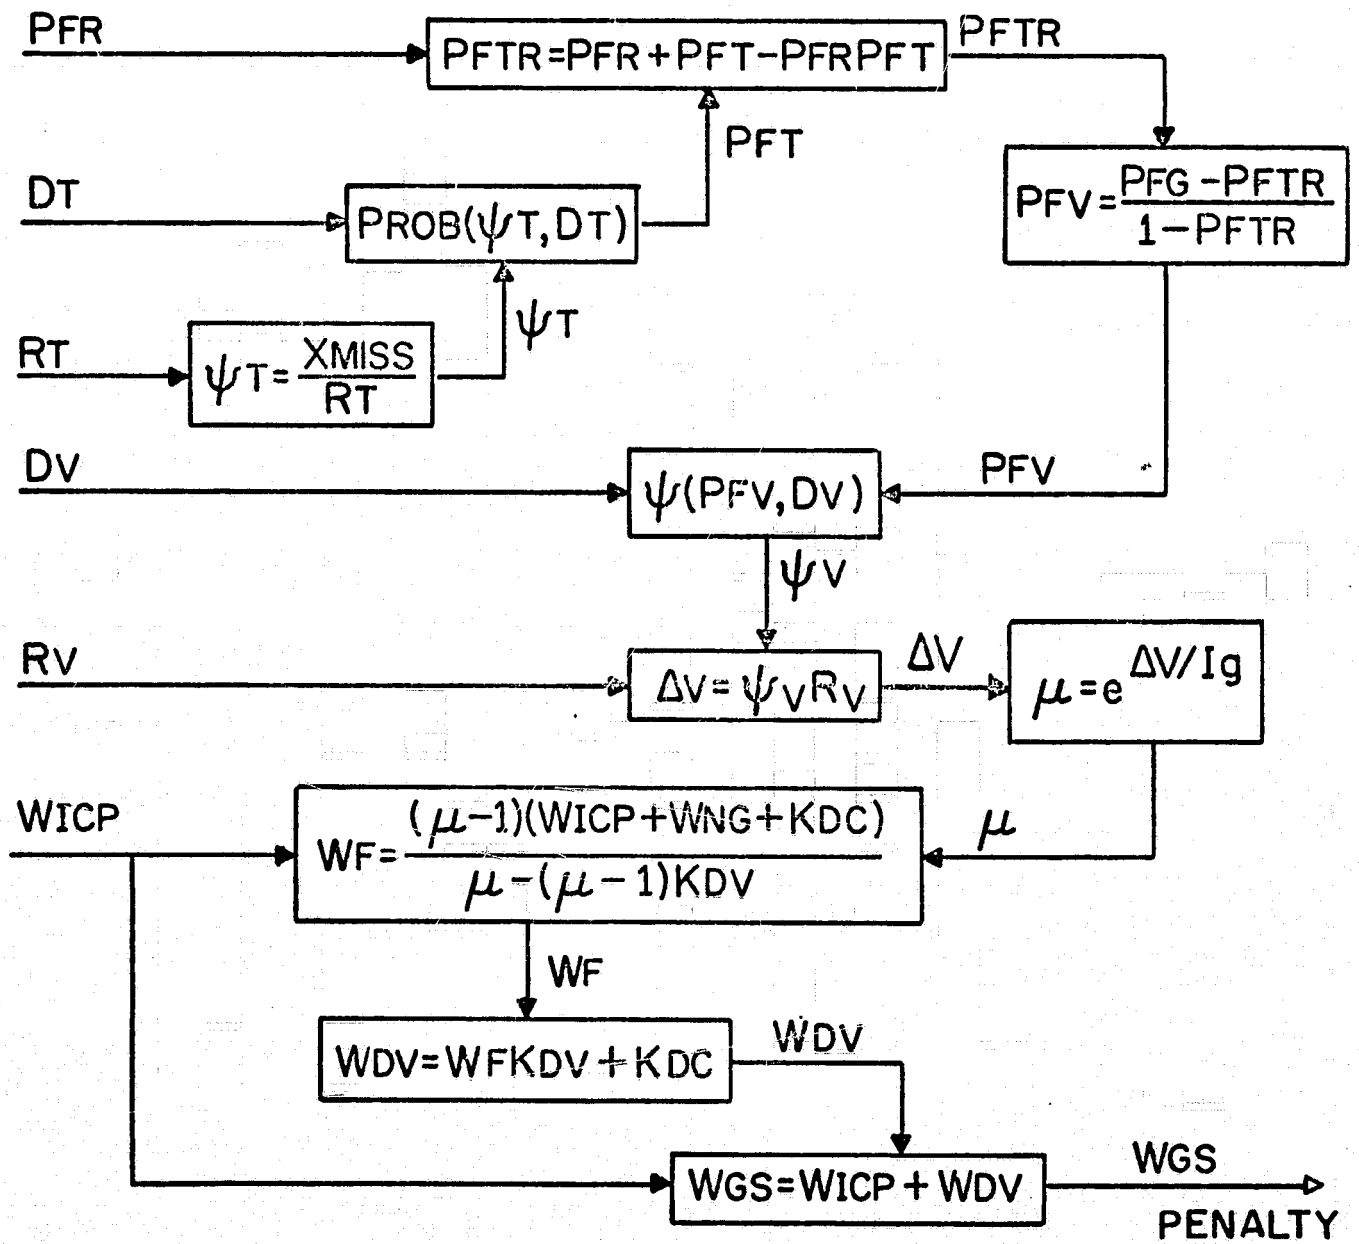 PFR
PFTR=PFR+PFT-PFRPFT
PFTR
PFT
DT
PROB(ψT,DT)
PFV=
PFG-PFTR
1-PFTR
ψT
RT
ψT=
XMISS
RT
DV
ψ(PFV,DV)
PFV
ψV
RV
ΔV=ψVRV
ΔV
μ=e ΔV/Ig
WICP
WF=
(μ-1)(WICP+WNG+KDC)
μ-(μ-1)KDV
μ
WF
WDV=WFKDV+KDC
WDV
WGS=WICP+WDV
WGS
PENALTY